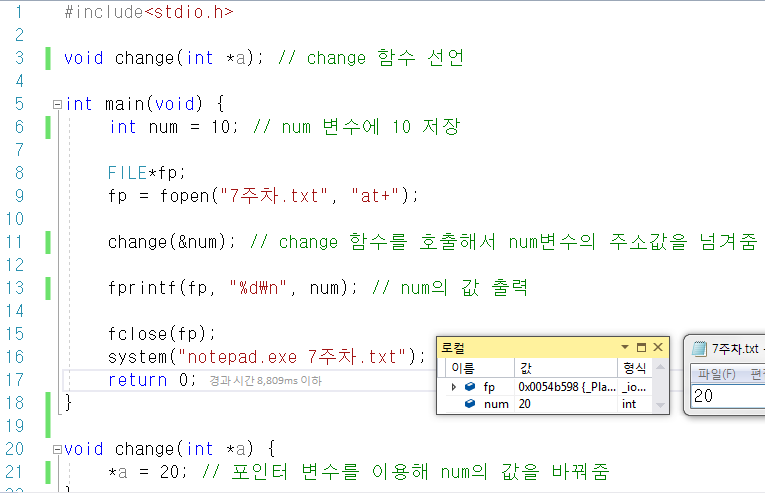 1 #include<stdio.h>
2
3 void change(int *a); // change 함수 선언
4
5 int main(void) {
6 int num = 10; // num 변수에 10 저장
7
8 FILE*fp;
9 fp = fopen("7주차.txt", "at+");
10
11 change(&num); // change 함수를 호출해서 num변수의 주소값을 넘겨줌
12
13 fprintf(fp, "%d₩n", num); // num의 값 출력
14
15 fclose(fp);
16 system("notepad.exe 7주차.txt");
17 return 0; 경과 시간 8,809ms 이하
18 }
19
20 void change(int *a) {
21 *a = 20; // 포인터 변수를 이용해 num의 값을 바꿔줌
로컬
이름 값 형식
fp 0x0054b598 {_Pla... _io...
num 20 int
7주차.txt -
파일(F) 편
20